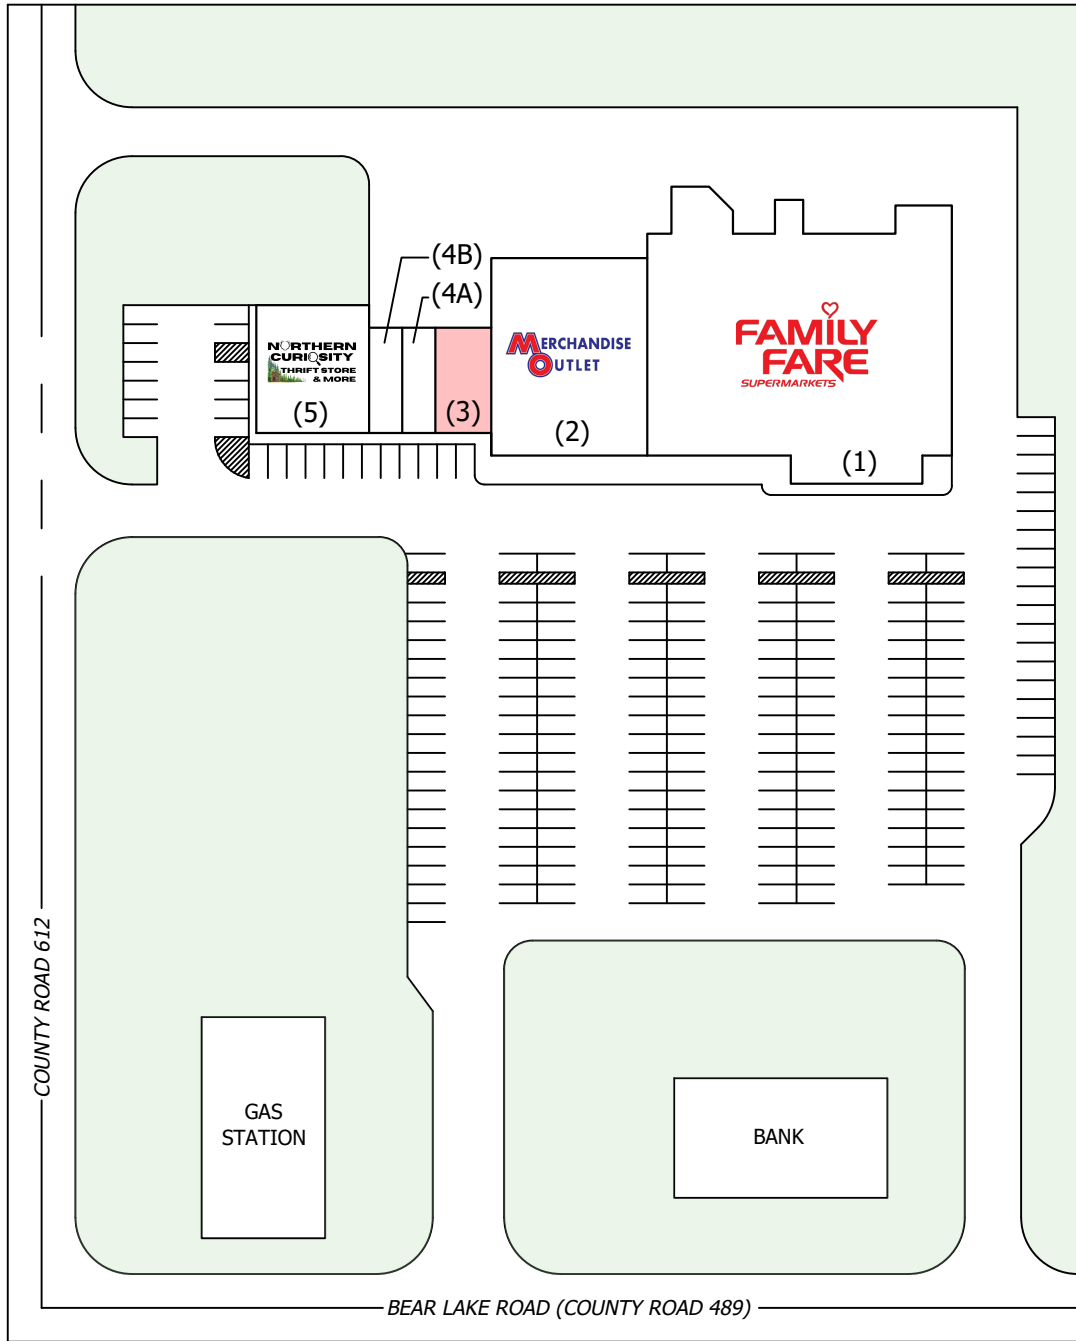 (4B)
(4A)
NORTHERN
CURIOSITY
THRIFT STORE
& MORE
(5)
(3)
MERCHANDISE
OUTLET
(2)
FAMILY
FARE
SUPERMARKETS
(1)
COUNTY ROAD 612
GAS
STATION
BANK
BEAR LAKE ROAD (COUNTY ROAD 489)